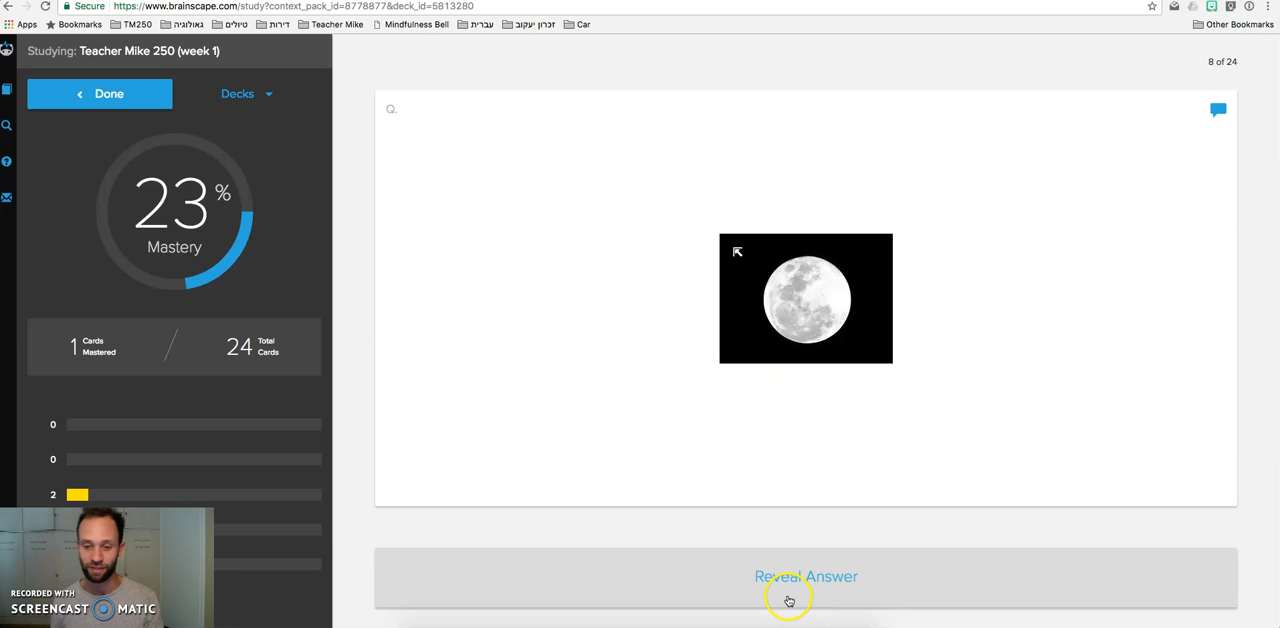 Secure https://www.brainscape.com/study?context_pack_id=8778877&deck_id=5813280
Apps Bookmarks TM250 גאולוגיה טיולים דירות Teacher Mike Mindfulness Bell עברית זכרון יעקוב Car Other Bookmarks
Studying: Teacher Mike 250 (week 1)
8 of 24
Done Decks
Q.
23%
Mastery
1 Cards Mastered / 24 Total Cards
0
0
2
Reveal Answer
RECORDED WITH
SCREENCAST MATIC